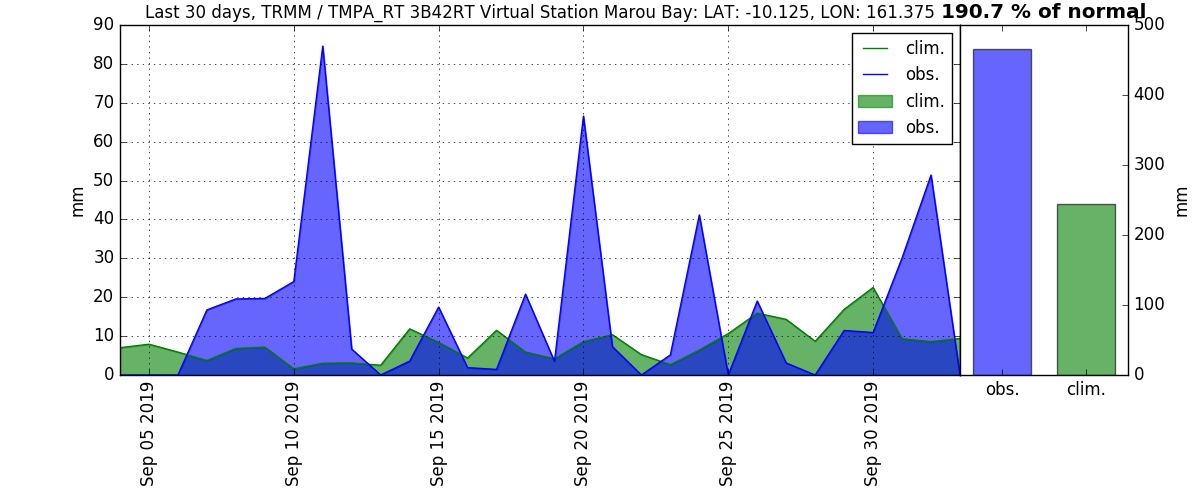 Last 30 days, TRMM / TMPA_RT 3B42RT Virtual Station Marou Bay: LAT: -10.125, LON: 161.375 190.7 % of normal
90
80
70
60
50
40
30
20
10
0
mm
clim.
obs.
clim.
obs.
500
400
300
200
100
0
mm
Sep 05 2019
Sep 10 2019
Sep 15 2019
Sep 20 2019
Sep 25 2019
Sep 30 2019
obs.
clim.